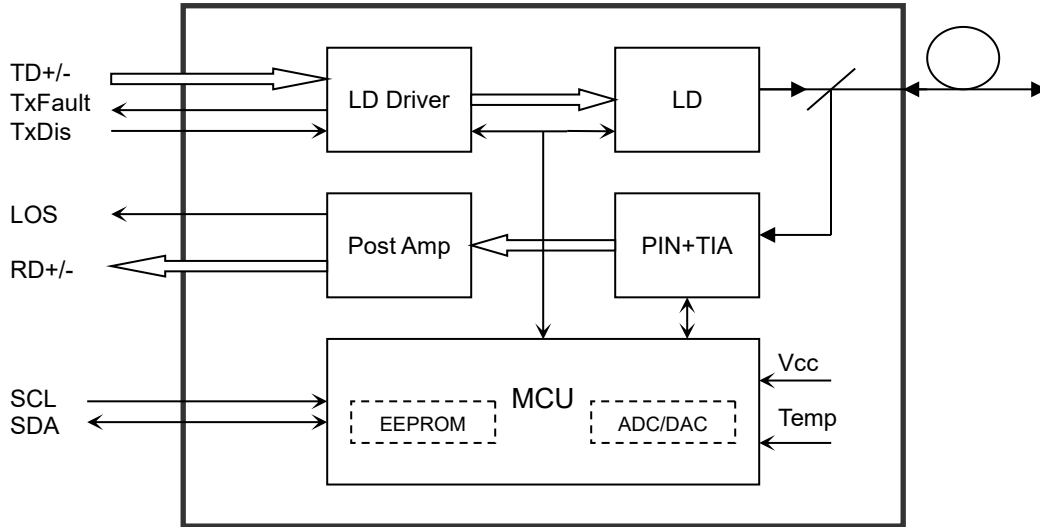 TD+/-
TxFault
TxDis
LD Driver
LD
LOS
RD+/-
Post Amp
PIN+TIA
SCL
SDA
MCU
EEPROM
ADC/DAC
Vcc
Temp